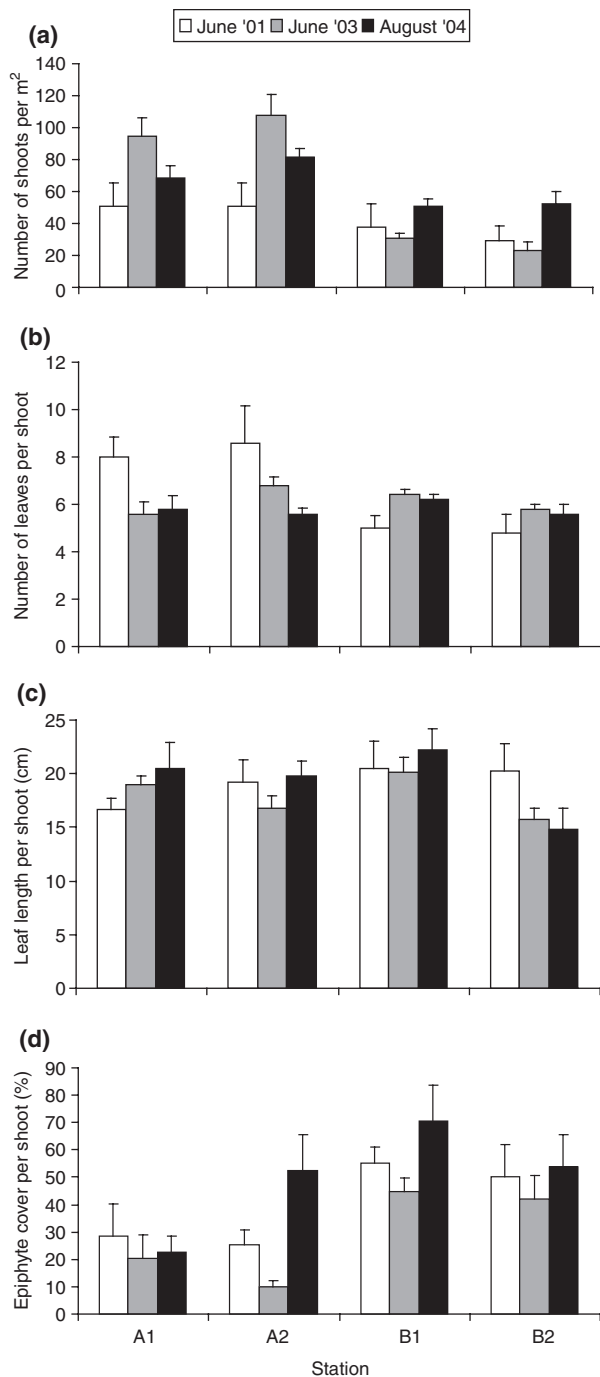 June '01 June '03 August '04
(a)
Number of shoots per m²
140
120
100
80
60
40
20
0
(b)
Number of leaves per shoot
12
10
8
6
4
2
0
(c)
Leaf length per shoot (cm)
25
20
15
10
5
0
(d)
Epiphyte cover per shoot (%)
90
80
70
60
50
40
30
20
10
0
A1 A2 B1 B2
Station